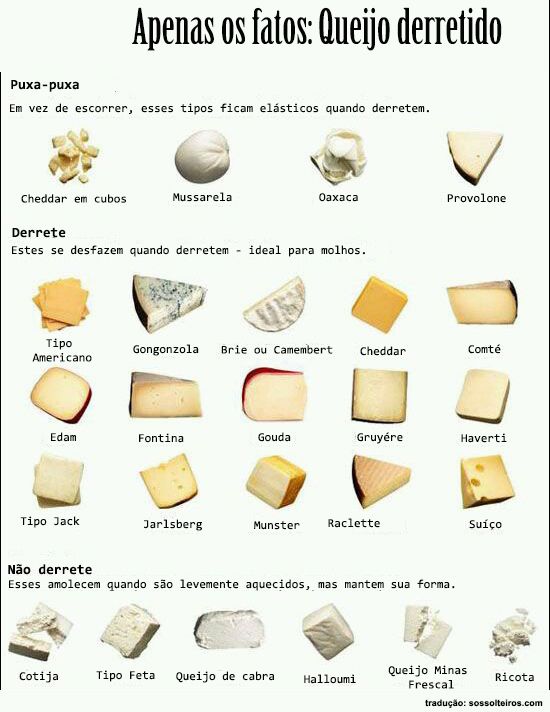 Apenas os fatos: Queijo derretido
Puxa-puxa
Em vez de escorrer, esses tipos ficam elásticos quando derretem.
Cheddar em cubos
Mussarela
Oaxaca
Provolone
Derrete
Estes se desfazem quando derretem - ideal para molhos.
Tipo
Americano
Gongonzola
Brie ou Camembert
Cheddar
Comté
Edam
Fontina
Gouda
Gruyére
Haverti
Tipo Jack
Jarlsberg
Munster
Raclette
Suíço
Não derrete
Esses amolecem quando são levemente aquecidos, mas mantem sua forma.
Cotija
Tipo Feta
Queijo de cabra
Halloumi
Queijo Minas
Frescal
Ricota
tradução: sossolteiros.com